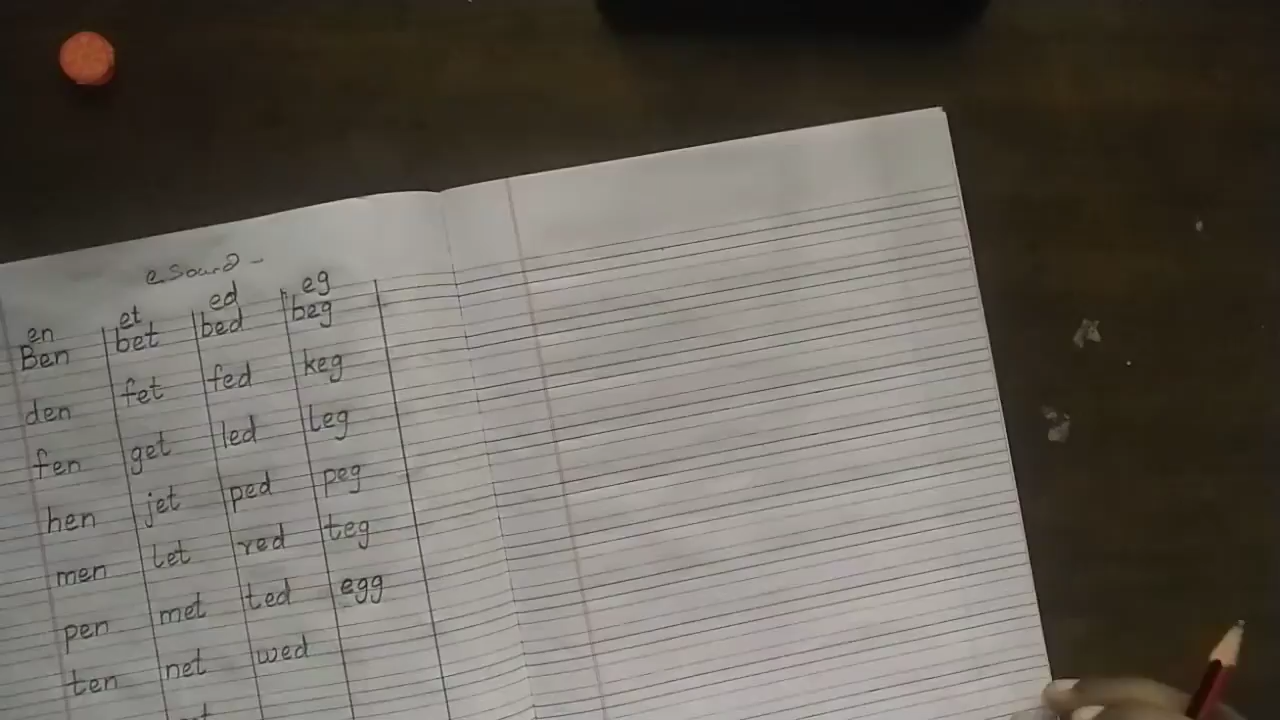 e Sound -
en et ed eg
Ben bet bed beg
den fet fed keg
fen get led leg
hen jet ped peg
men let red teg
pen met ted egg
ten net wed